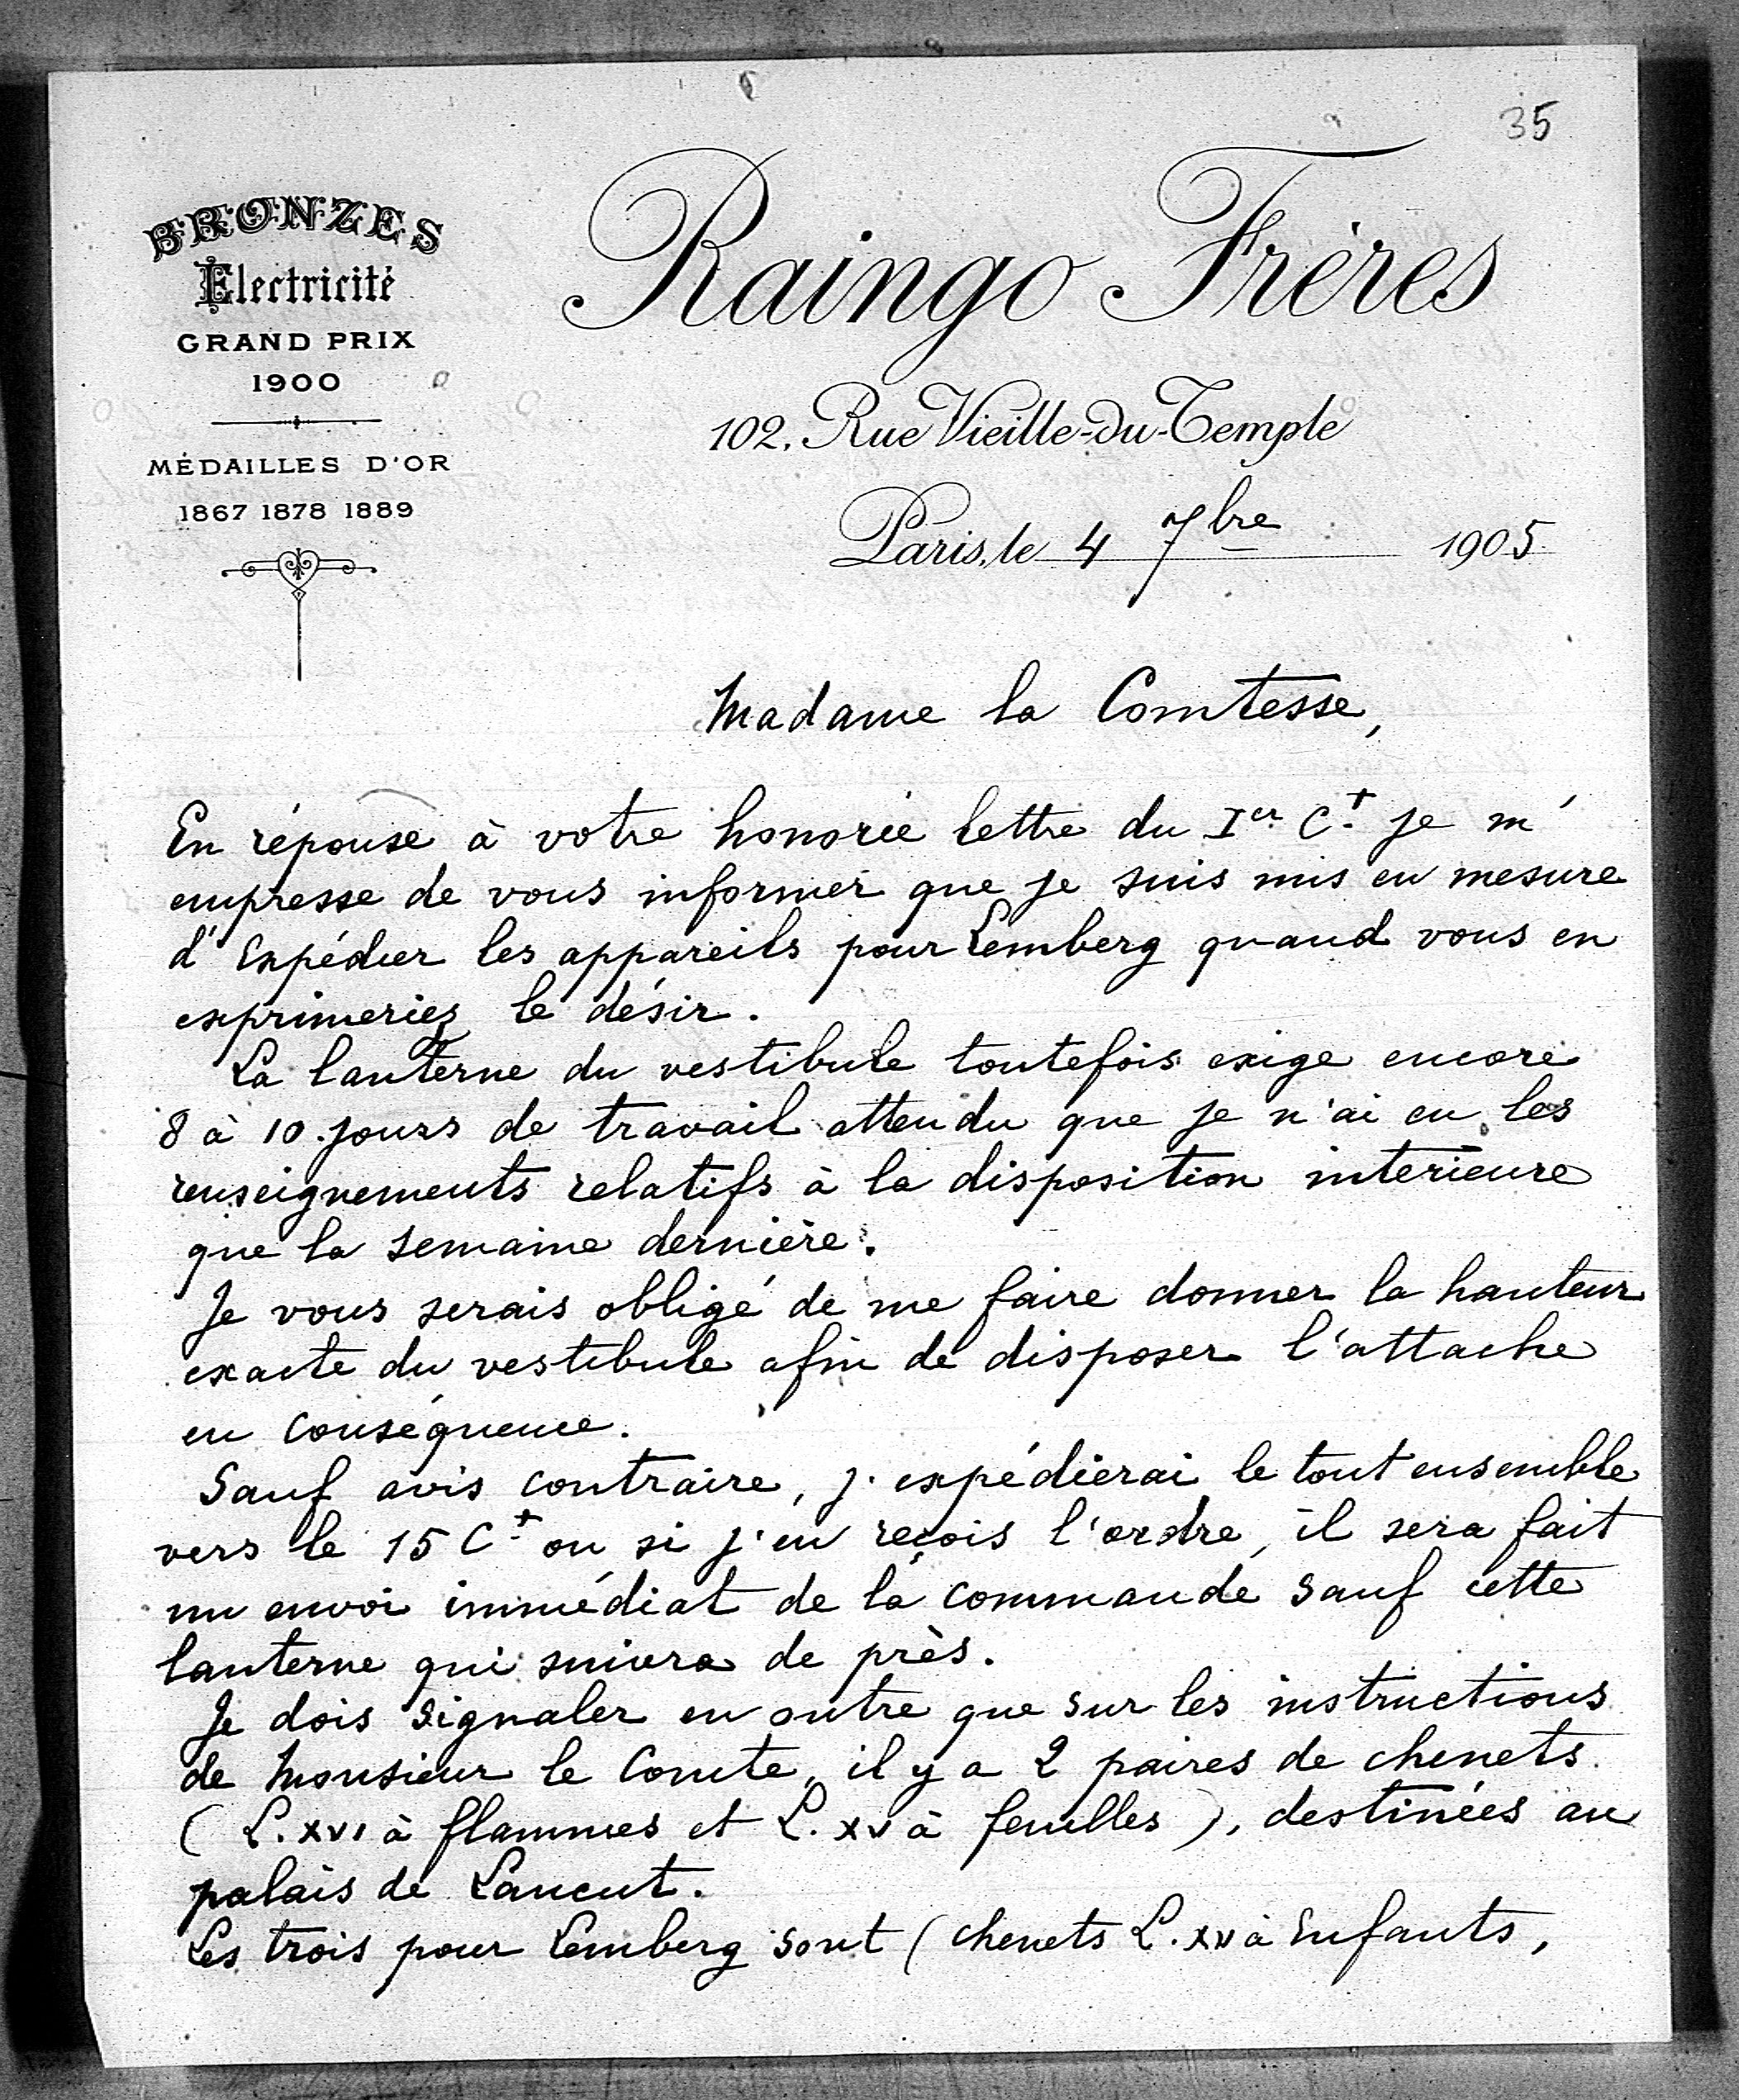 35
BRONZES
Electricité
GRAND PRIX
1900
MÉDAILLES D'OR
1867 1878 1889
Raingo Frères
102, Rue Vieille-du-Temple
Paris, le 4 7bre 1905
Madame la Comtesse,
En réponse à votre honorée lettre du Ier Ct je m'
empresse de vous informer que je suis mis en mesure
d'expédier les appareils pour Lemberg quand vous en
exprimeriez le désir.
La lanterne du vestibule toutefois exige encore
8 à 10 jours de travail attendu que je n'ai eu les
renseignements relatifs à la disposition interieure
que la semaine dernière.
Je vous serais obligé de me faire donner la hauteur
exacte du vestibule afin de disposer l'attache
en conséquence.
Sauf avis contraire, j'expédierai le tout ensemble
vers le 15 Ct ou si j'en reçois l'ordre, il sera fait
un envoi immédiat de la commande sauf cette
lanterne qui suivra de près.
Je dois signaler en outre que sur les instructions
de Monsieur le Comte, il y a 2 paires de chenets
(L. XVI à flammes et L. XV à feuilles), destinées au
palais de Lancut.
Les trois pour Lemberg sont (chenets L. XV à Enfants,